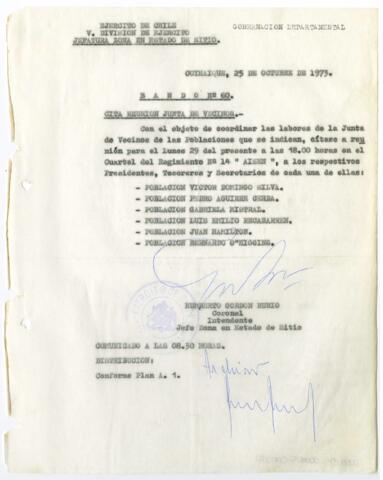 EJERCITO DE CHILE
V. DIVISION DE EJERCITO
JEFATURA ZONA EN ESTADO DE SITIO.
GOBERNACION DEPARTAMENTAL
COYHAIQUE, 25 DE OCTUBRE DE 1973.
B A N D O Nº 60.
CITA REUNION JUNTA DE VECINOS.-
Con el objeto de coordinar las labores de la Junta
de Vecinos de las Poblaciones que se indican, cítase a reu
nión para el lunes 29 del presente a las 18.00 horas en el
Cuartel del Regimiento Nº 14 " AISEN ", a los respectivos
Presidentes, Tesoreros y Secretarios de cada una de ellas:
- POBLACION VICTOR DOMINGO SILVA.
- POBLACION PEDRO AGUIRRE CERDA.
- POBLACION GABRIELA MISTRAL.
- POBLACION LUIS EMILIO RECABARREN.
- POBLACION JUAN HAMILTON.
- POBLACION BERNARDO O'HIGGINS.
HUMBERTO GORDON RUBIO
Coronel
Intendente
Jefe Zona en Estado de Sitio
COMUNICADO A LAS 08.30 HORAS.
DISTRIBUCION:
Conforme Plan A. 1.
Archivar